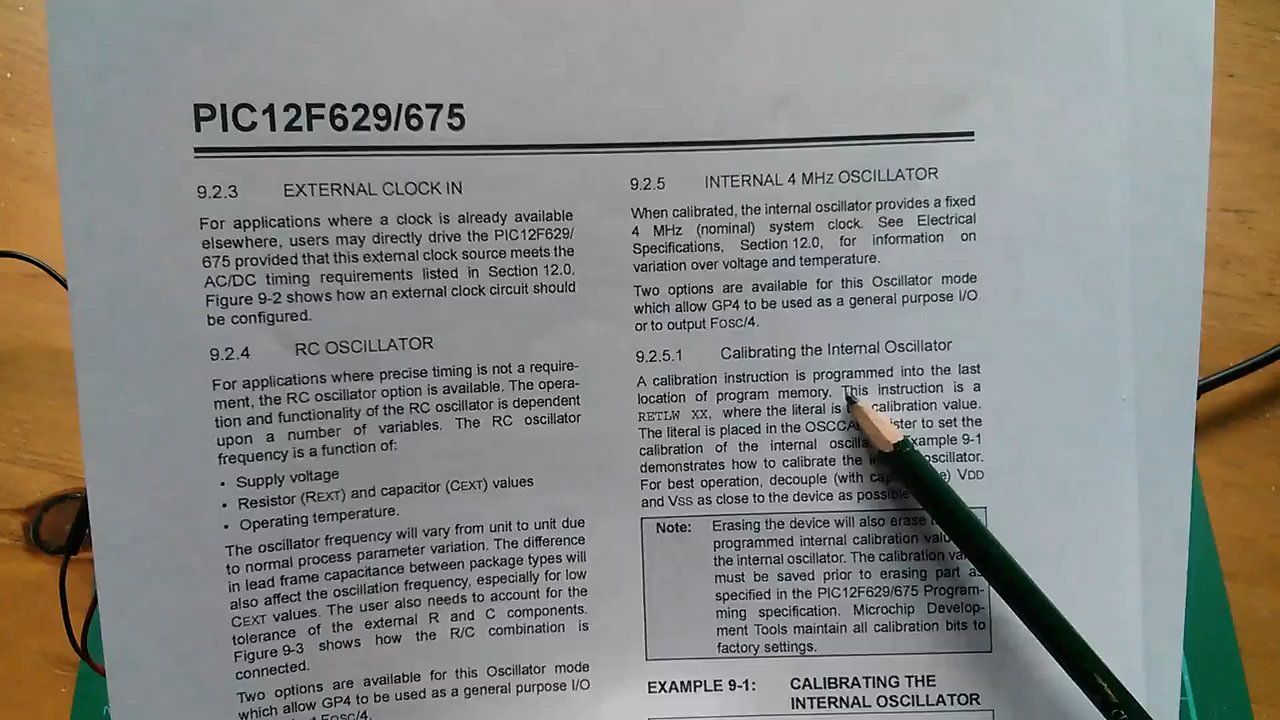 PIC12F629/675
9.2.3 EXTERNAL CLOCK IN
For applications where a clock is already available
elsewhere, users may directly drive the PIC12F629/
675 provided that this external clock source meets the
AC/DC timing requirements listed in Section 12.0,
Figure 9-2 shows how an external clock circuit should
be configured.
9.2.4 RC OSCILLATOR
For applications where precise timing is not a require-
ment, the RC oscillator option is available. The opera-
tion and functionality of the RC oscillator is dependent
upon a number of variables. The RC oscillator
frequency is a function of:
• Supply voltage
• Resistor (REXT) and capacitor (CEXT) values
• Operating temperature.
The oscillator frequency will vary from unit to unit due
to normal process parameter variation. The difference
in lead frame capacitance between package types will
also affect the oscillation frequency, especially for low
CEXT values. The user also needs to account for the
tolerance of the external R and C components.
Figure 9-3 shows how the R/C combination is
connected.
Two options are available for this Oscillator mode
which allow GP4 to be used as a general purpose I/O
FOSC/4.
9.2.5 INTERNAL 4 MHZ OSCILLATOR
When calibrated, the internal oscillator provides a fixed
4 MHz (nominal) system clock. See Electrical
Specifications, Section 12.0, for information on
variation over voltage and temperature.
Two options are available for this Oscillator mode
which allow GP4 to be used as a general purpose I/O
or to output FOSC/4.
9.2.5.1 Calibrating the Internal Oscillator
A calibration instruction is programmed into the last
location of program memory. This instruction is a
RETLW XX, where the literal is calibration value.
The literal is placed in the to set the
calibration of the internal
demonstrates how to calibrate the oscillator.
For best operation, decouple (with VDD
and VSS as close to the device as possible
Note: Erasing the device will also erase
programmed internal calibration
the internal oscillator. The calibration
must be saved prior to erasing part as
specified in the PIC12F629/675 Program-
ming specification. Microchip Develop-
ment Tools maintain all calibration bits to
factory settings.
EXAMPLE 9-1: CALIBRATING THE
INTERNAL OSCILLATOR